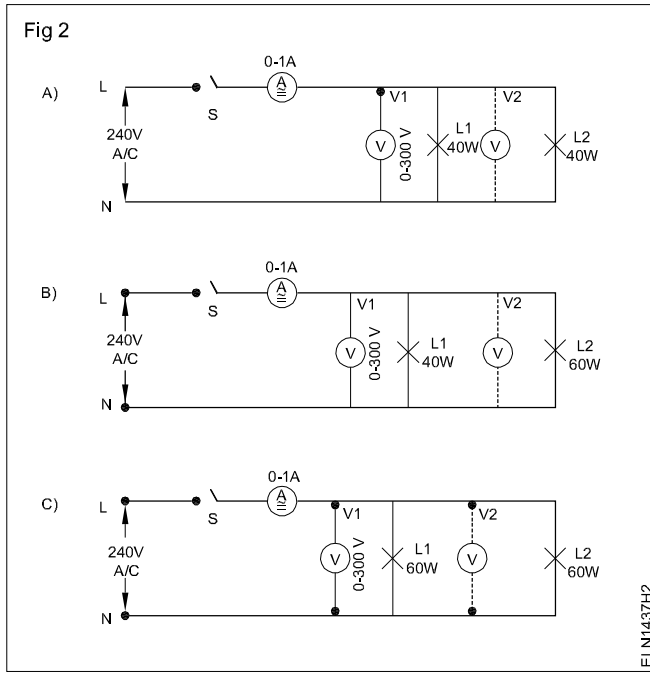 Fig 2
0-1A
A)
L
A
S
V1
V2
240V
A/C
V
0-300 V
L1
40W
V
L2
40W
N
0-1A
B)
L
A
S
V1
V2
240V
A/C
V
0-300 V
L1
40W
V
L2
60W
N
0-1A
C)
L
A
S
V1
V2
240V
A/C
V
0-300 V
L1
60W
V
L2
60W
N
ELN1437H2